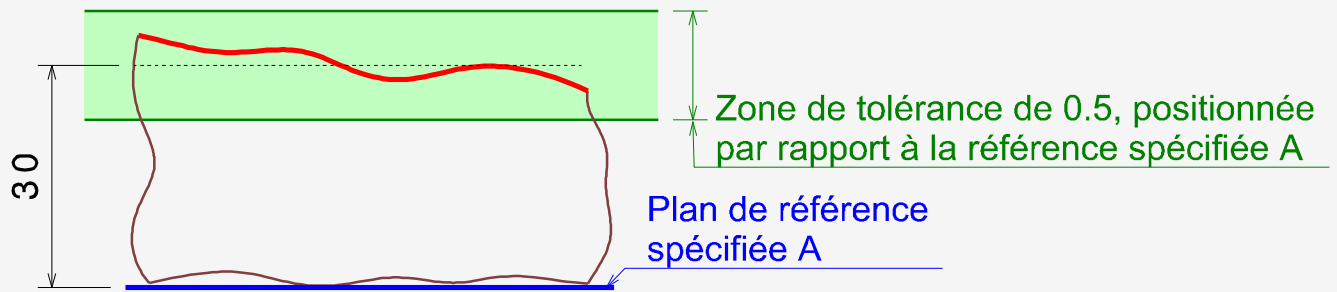 Zone de tolérance de 0.5, positionnée
par rapport à la référence spécifiée A
30
Plan de référence
spécifiée A